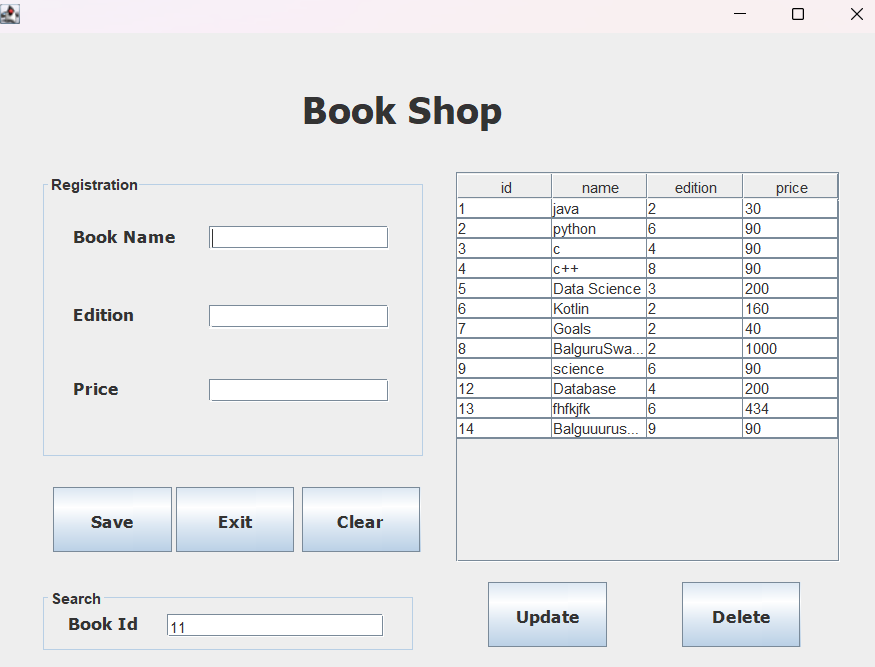 Book Shop
Registration
Book Name
Edition
Price
Save Exit Clear
Search
Book Id 11
id name edition price
1 java 2 30
2 python 6 90
3 c 4 90
4 c++ 8 90
5 Data Science 3 200
6 Kotlin 2 160
7 Goals 2 40
8 BalguruSwa... 2 1000
9 science 6 90
12 Database 4 200
13 fhfkjfk 6 434
14 Balguuurus... 9 90
Update Delete